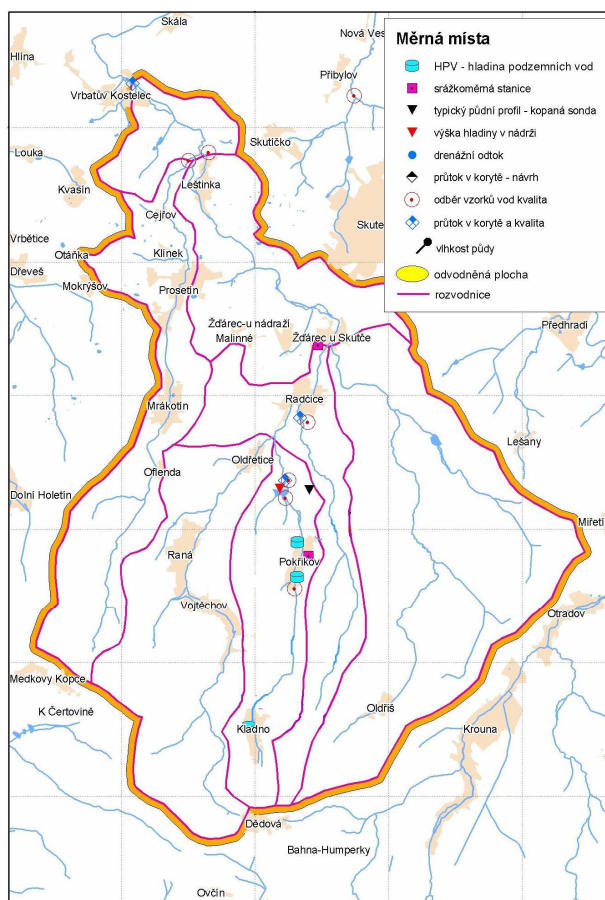 Skála
Nová Ves
Hlína
Přibylov
Vrbatův Kostelec
Skutíčko
Louka
Leštinka
Kvasín
Skute
Cejřov
Vrbětice
Otáňka
Klínek
Dřeveš
Mokrýšov
Prosetín
Předhradí
Žďárec-u nádraží
Malinné
Žďárec u Skutče
Radčice
Mrákotín
Lešany
Oldřetice
Oflenda
Dolní Holetín
Miřetí
Raná
Pokřikov
Vojtěchov
Otradov
Medkovy Kopce
Oldřiš
K Čertovině
Kladno
Krouna
Dědová
Bahna-Humperky
Ovčín
Měrná místa
HPV - hladina podzemních vod
srážkoměrná stanice
typický půdní profil - kopaná sonda
výška hladiny v nádrži
drenážní odtok
průtok v korytě - návrh
odběr vzorků vod kvalita
průtok v korytě a kvalita
vlhkost půdy
odvodněná plocha
rozvodnice